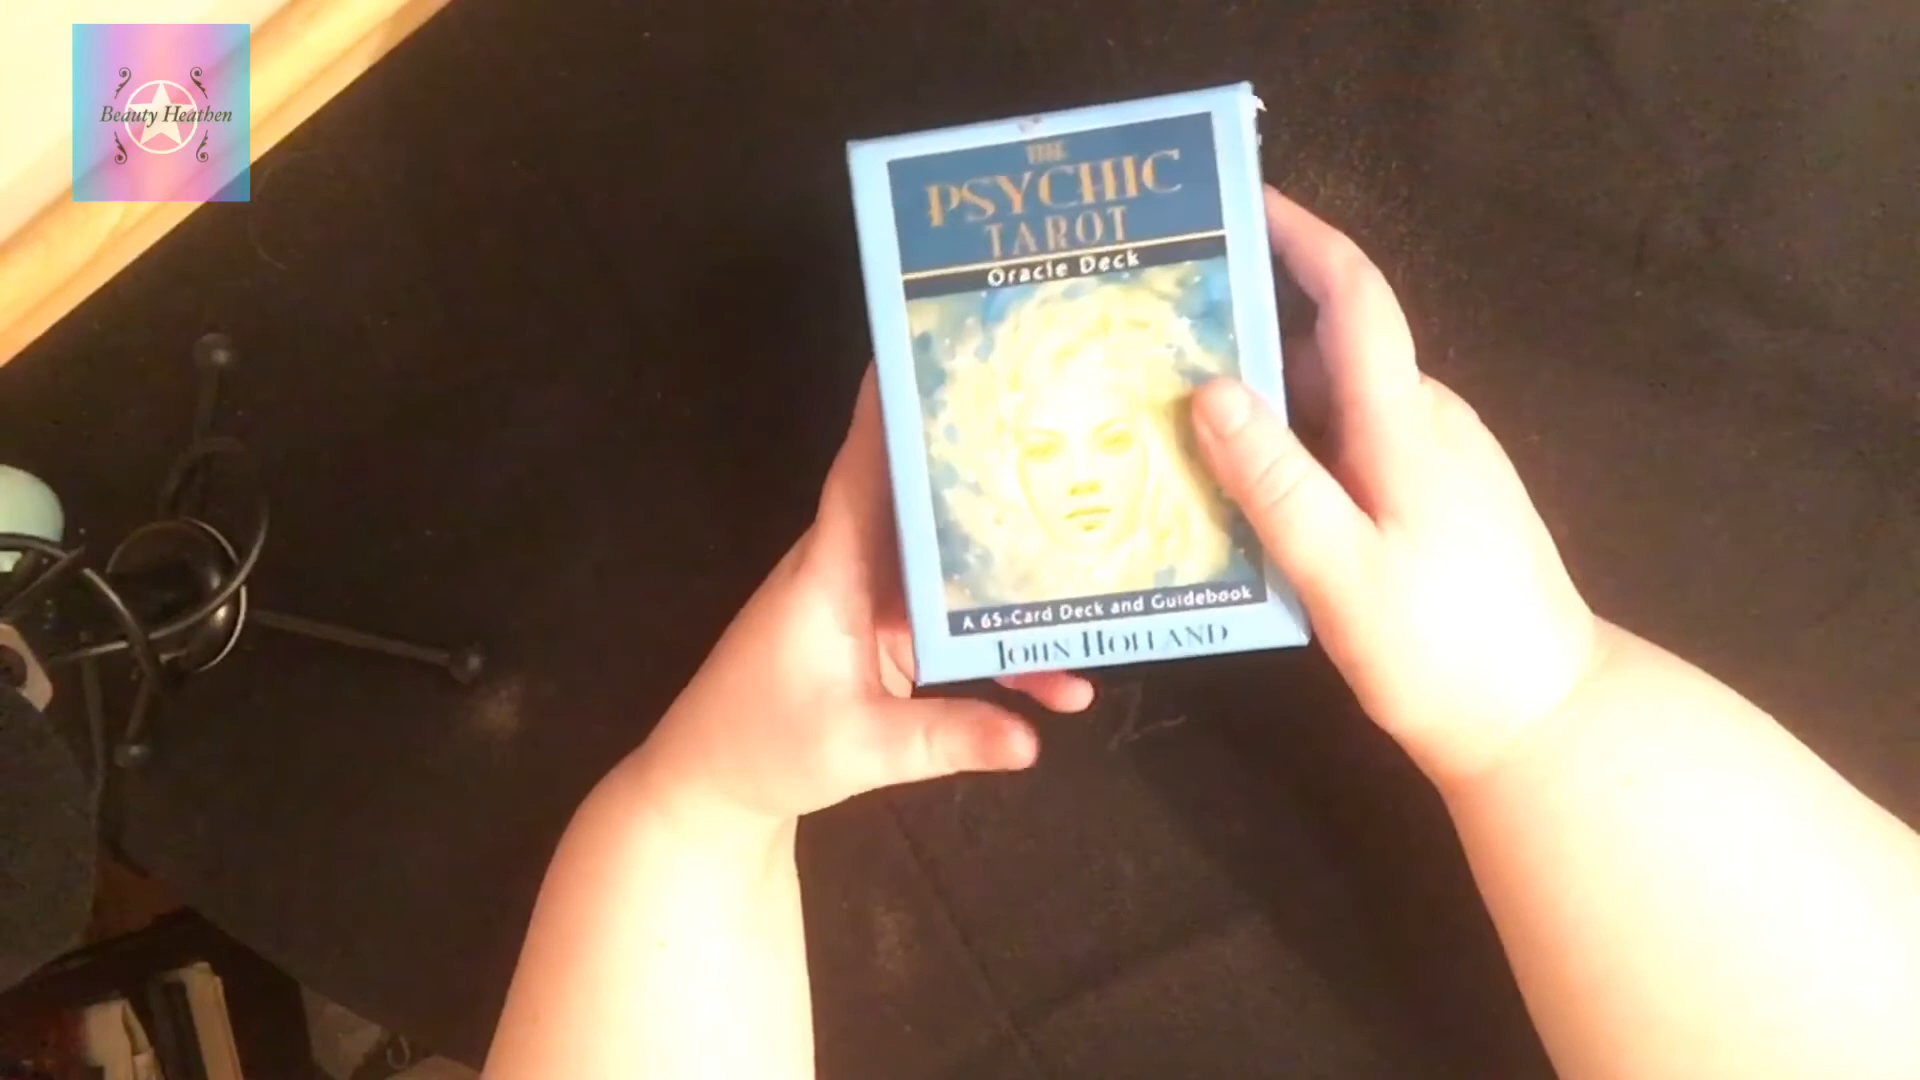 Beauty Heathen
THE
PSYCHIC
TAROT
Oracle Deck
A 65-Card Deck and Guidebook
JOHN HOLLAND